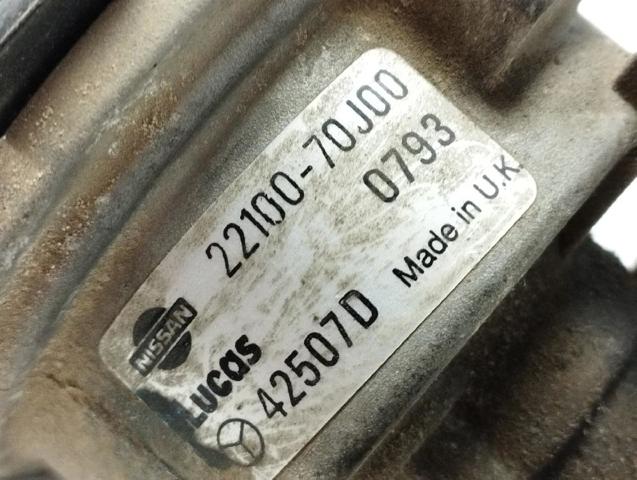 22100-70J00
0793
NISSAN
Made in U.K.
Lucas
42507D